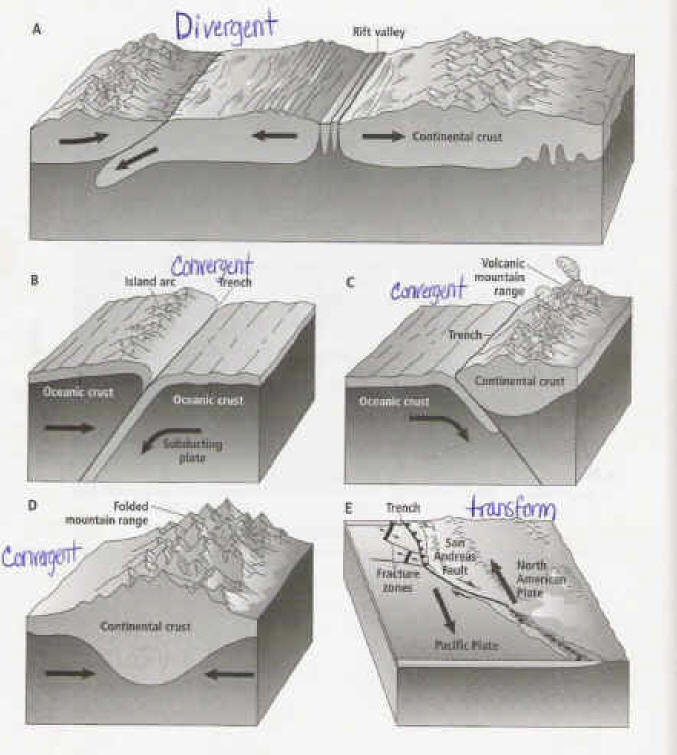 A
Divergent
Rift valley
Continental crust
B
Convergent
Island arc
Trench
Oceanic crust
Oceanic crust
Subducting
plate
C
Convergent
Volcanic
mountain
range
Trench
Continental crust
Oceanic crust
D
Folded
mountain range
Convergent
Continental crust
E
Trench
transform
San
Andreas
Fault
Fracture
zones
North
American
Plate
Pacific Plate